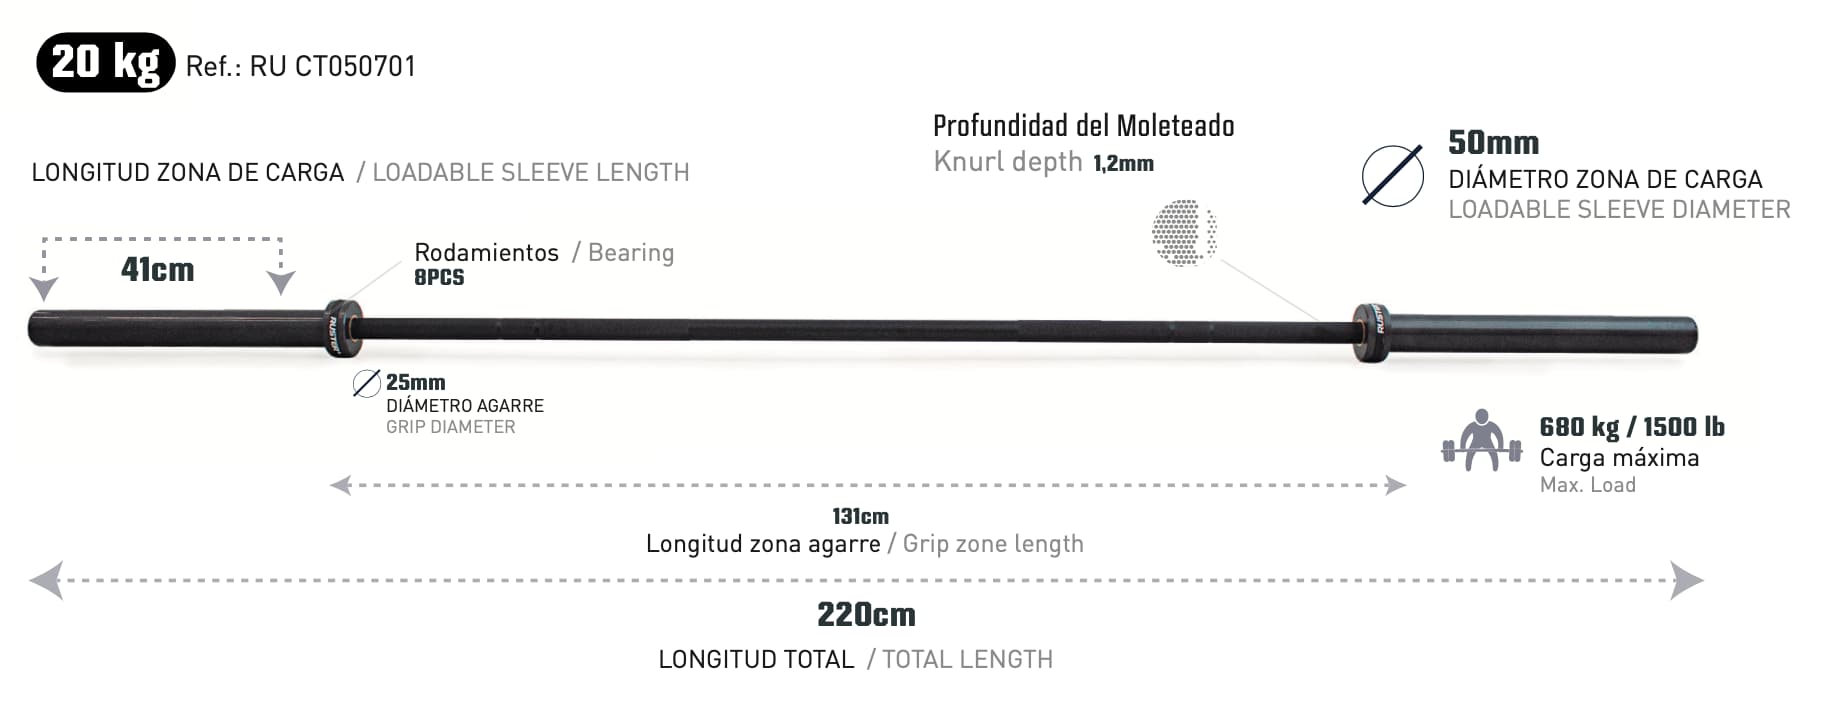 20 kg Ref.: RU CT050701
Profundidad del Moleteado
Knurl depth 1,2mm
50mm
DIÁMETRO ZONA DE CARGA
LOADABLE SLEEVE DIAMETER
LONGITUD ZONA DE CARGA / LOADABLE SLEEVE LENGTH
41cm
Rodamientos / Bearing
8PCS
25mm
DIÁMETRO AGARRE
GRIP DIAMETER
680 kg / 1500 lb
Carga máxima
Max. Load
131cm
Longitud zona agarre / Grip zone length
220cm
LONGITUD TOTAL / TOTAL LENGTH